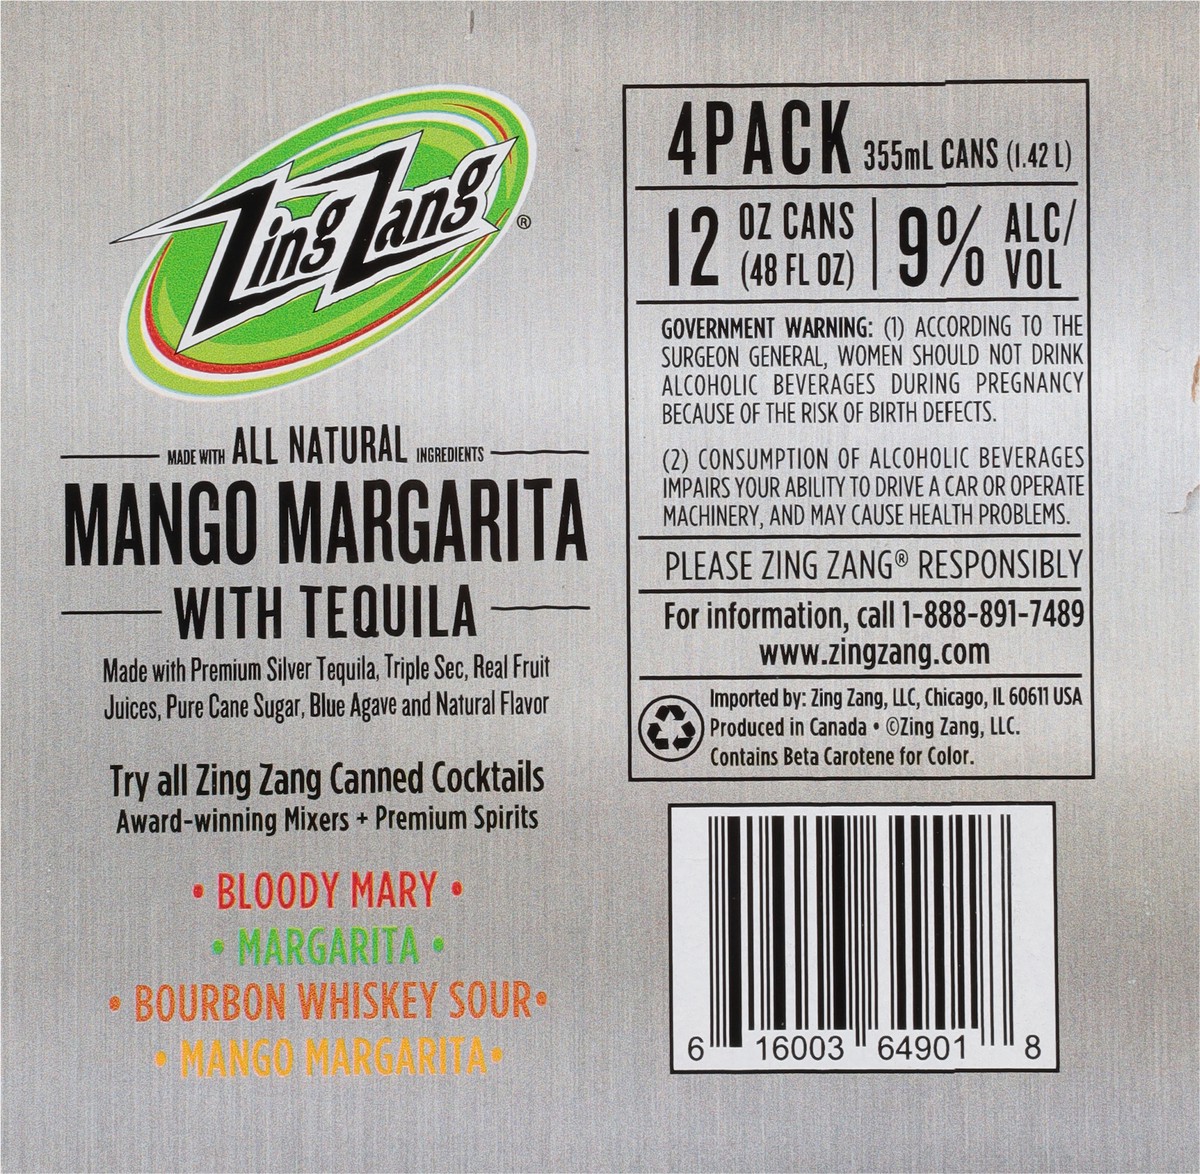 Zing Zang®
MADE WITH ALL NATURAL INGREDIENTS
MANGO MARGARITA
WITH TEQUILA
Made with Premium Silver Tequila, Triple Sec, Real Fruit
Juices, Pure Cane Sugar, Blue Agave and Natural Flavor
Try all Zing Zang Canned Cocktails
Award-winning Mixers + Premium Spirits
• BLOODY MARY •
• MARGARITA •
• BOURBON WHISKEY SOUR•
• MANGO MARGARITA•
4PACK 355mL CANS (1.42 L)
12 OZ CANS (48 FL OZ) | 9% ALC/VOL
GOVERNMENT WARNING: (1) ACCORDING TO THE
SURGEON GENERAL, WOMEN SHOULD NOT DRINK
ALCOHOLIC BEVERAGES DURING PREGNANCY
BECAUSE OF THE RISK OF BIRTH DEFECTS.
(2) CONSUMPTION OF ALCOHOLIC BEVERAGES
IMPAIRS YOUR ABILITY TO DRIVE A CAR OR OPERATE
MACHINERY, AND MAY CAUSE HEALTH PROBLEMS.
PLEASE ZING ZANG® RESPONSIBLY
For information, call 1-888-891-7489
www.zingzang.com
Imported by: Zing Zang, LLC, Chicago, IL 60611 USA
Produced in Canada • ©Zing Zang, LLC.
Contains Beta Carotene for Color.
6 16003 64901 8